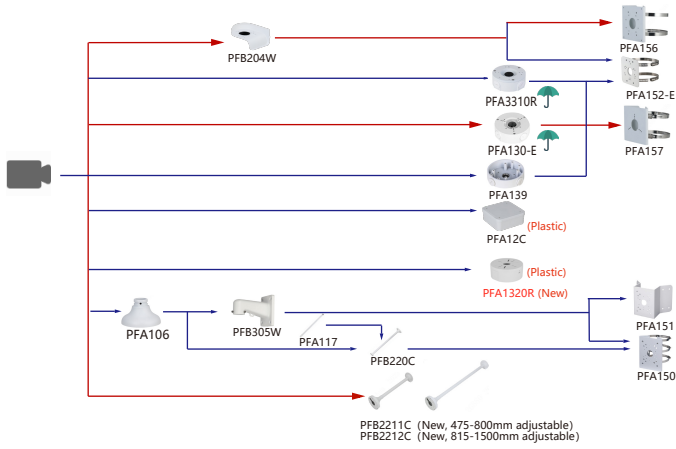 PFB204W
PFA156
PFA3310R
PFA152-E
PFA130-E
PFA157
PFA139
(Plastic)
PFA12C
(Plastic)
PFA1320R (New)
PFA106
PFB305W
PFA117
PFB220C
PFA151
PFA150
PFB2211C (New, 475-800mm adjustable)
PFB2212C (New, 815-1500mm adjustable)